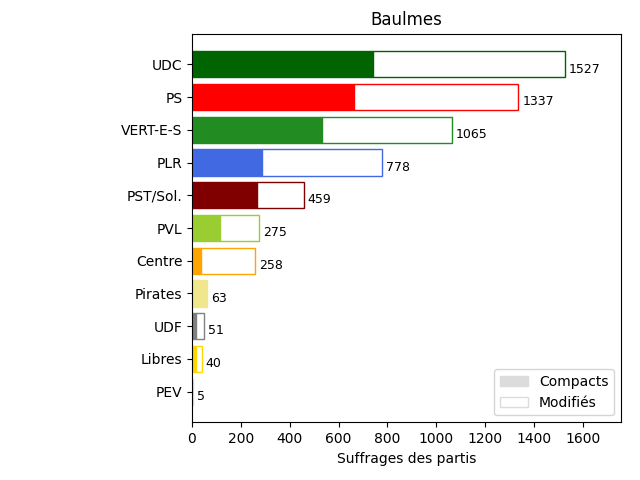 Baulmes
UDC 1527
PS 1337
VERT-E-S 1065
PLR 778
PST/Sol. 459
PVL 275
Centre 258
Pirates 63
UDF 51
Libres 40
PEV 5
Compacts
Modifiés
0 200 400 600 800 1000 1200 1400 1600
Suffrages des partis